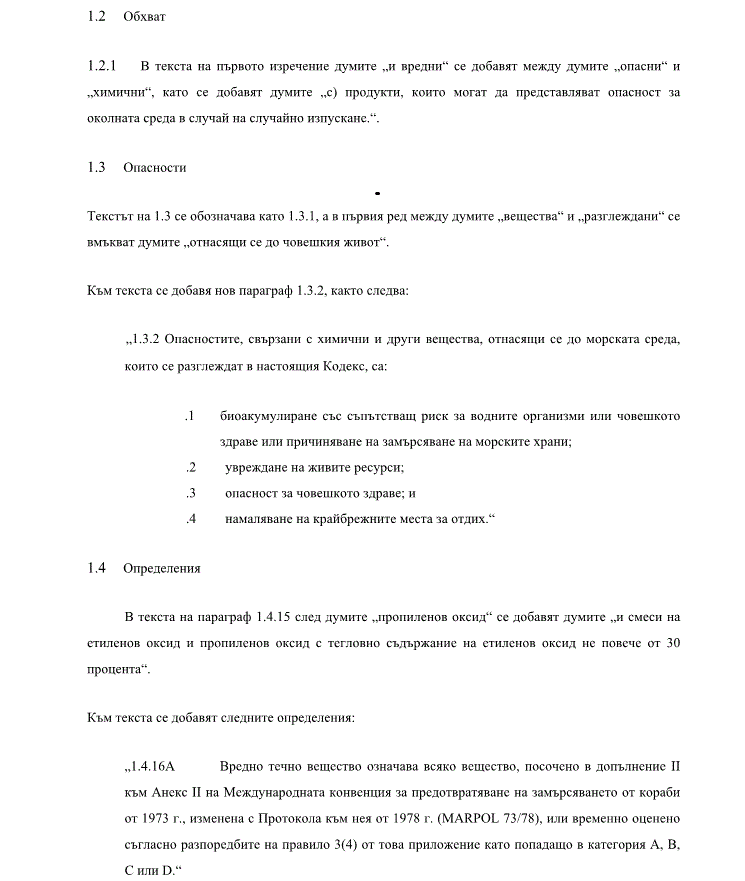 1.2 Обхват
1.2.1 В текста на първото изречение думите „и вредни“ се добавят между думите „опасни“ и
„химични“, като се добавят думите „с) продукти, които могат да представляват опасност за
околната среда в случай на случайно изпускане.“.
1.3 Опасности
Текстът на 1.3 се обозначава като 1.3.1, а в първия ред между думите „вещества“ и „разглеждани“ се
вмъкват думите „отнасящи се до човешкия живот“.
Към текста се добавя нов параграф 1.3.2, както следва:
„1.3.2 Опасностите, свързани с химични и други вещества, отнасящи се до морската среда,
които се разглеждат в настоящия Кодекс, са:
.1 биоакумулиране със съпътстващ риск за водните организми или човешкото
здраве или причиняване на замърсяване на морските храни;
.2 увреждане на живите ресурси;
.3 опасност за човешкото здраве; и
.4 намаляване на крайбрежните места за отдих.“
1.4 Определения
В текста на параграф 1.4.15 след думите „пропиленов оксид“ се добавят думите „и смеси на
етиленов оксид и пропиленов оксид с тегловно съдържание на етиленов оксид не повече от 30
процента“.
Към текста се добавят следните определения:
„1.4.16A Вредно течно вещество означава всяко вещество, посочено в допълнение II
към Анекс II на Международната конвенция за предотвратяване на замърсяването от кораби
от 1973 г., изменена с Протокола към нея от 1978 г. (MARPOL 73/78), или временно оценено
съгласно разпоредбите на правило 3(4) от това приложение като попадащо в категория A, B,
C или D.“